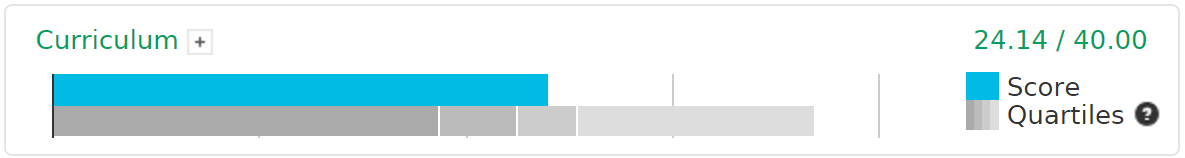 Curriculum +
24.14 / 40.00
Score
Quartiles ?